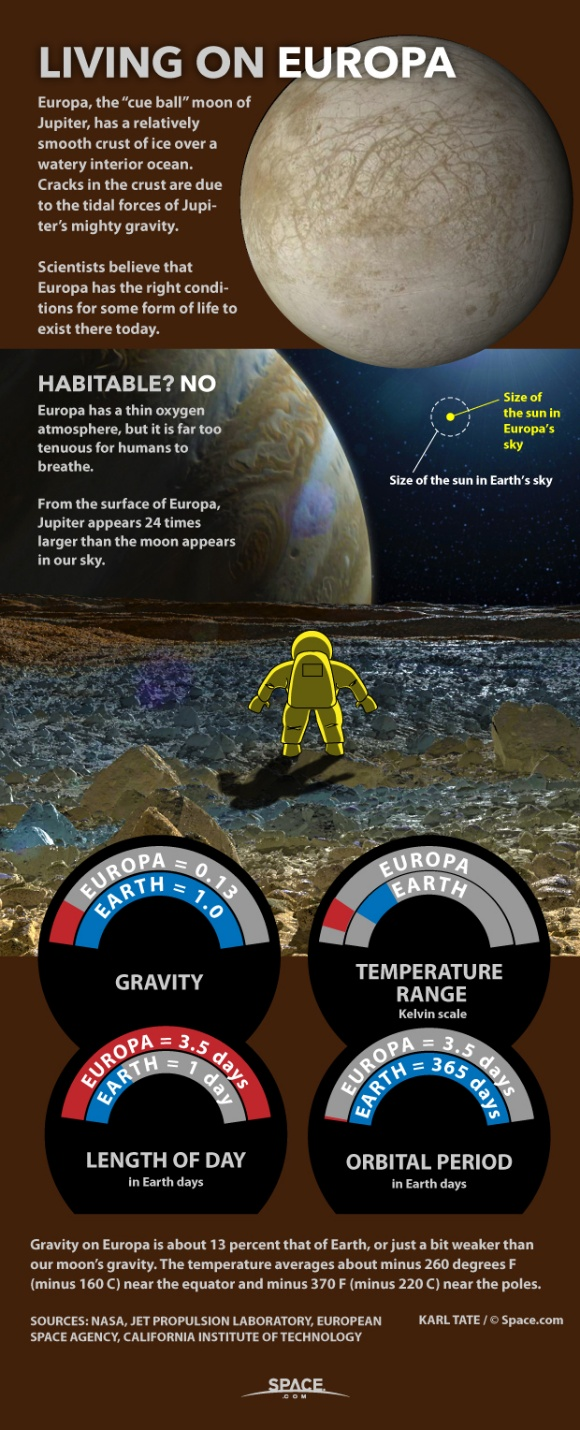 LIVING ON EUROPA
Europa, the “cue ball” moon of
Jupiter, has a relatively
smooth crust of ice over a
watery interior ocean.
Cracks in the crust are due
to the tidal forces of Jupi-
ter’s mighty gravity.
Scientists believe that
Europa has the right condi-
tions for some form of life to
exist there today.
HABITABLE? NO
Europa has a thin oxygen
atmosphere, but it is far too
tenuous for humans to
breathe.
From the surface of Europa,
Jupiter appears 24 times
larger than the moon appears
in our sky.
Size of
the sun in
Europa’s
sky
Size of the sun in Earth’s sky
EUROPA = 0.13
EARTH = 1.0
GRAVITY
EUROPA
EARTH
TEMPERATURE
RANGE
Kelvin scale
EUROPA = 3.5 days
EARTH = 1 day
LENGTH OF DAY
in Earth days
EUROPA = 3.5 days
EARTH = 365 days
ORBITAL PERIOD
in Earth days
Gravity on Europa is about 13 percent that of Earth, or just a bit weaker than
our moon’s gravity. The temperature averages about minus 260 degrees F
(minus 160 C) near the equator and minus 370 F (minus 220 C) near the poles.
SOURCES: NASA, JET PROPULSION LABORATORY, EUROPEAN
SPACE AGENCY, CALIFORNIA INSTITUTE OF TECHNOLOGY
KARL TATE / © Space.com
SPACE
.COM